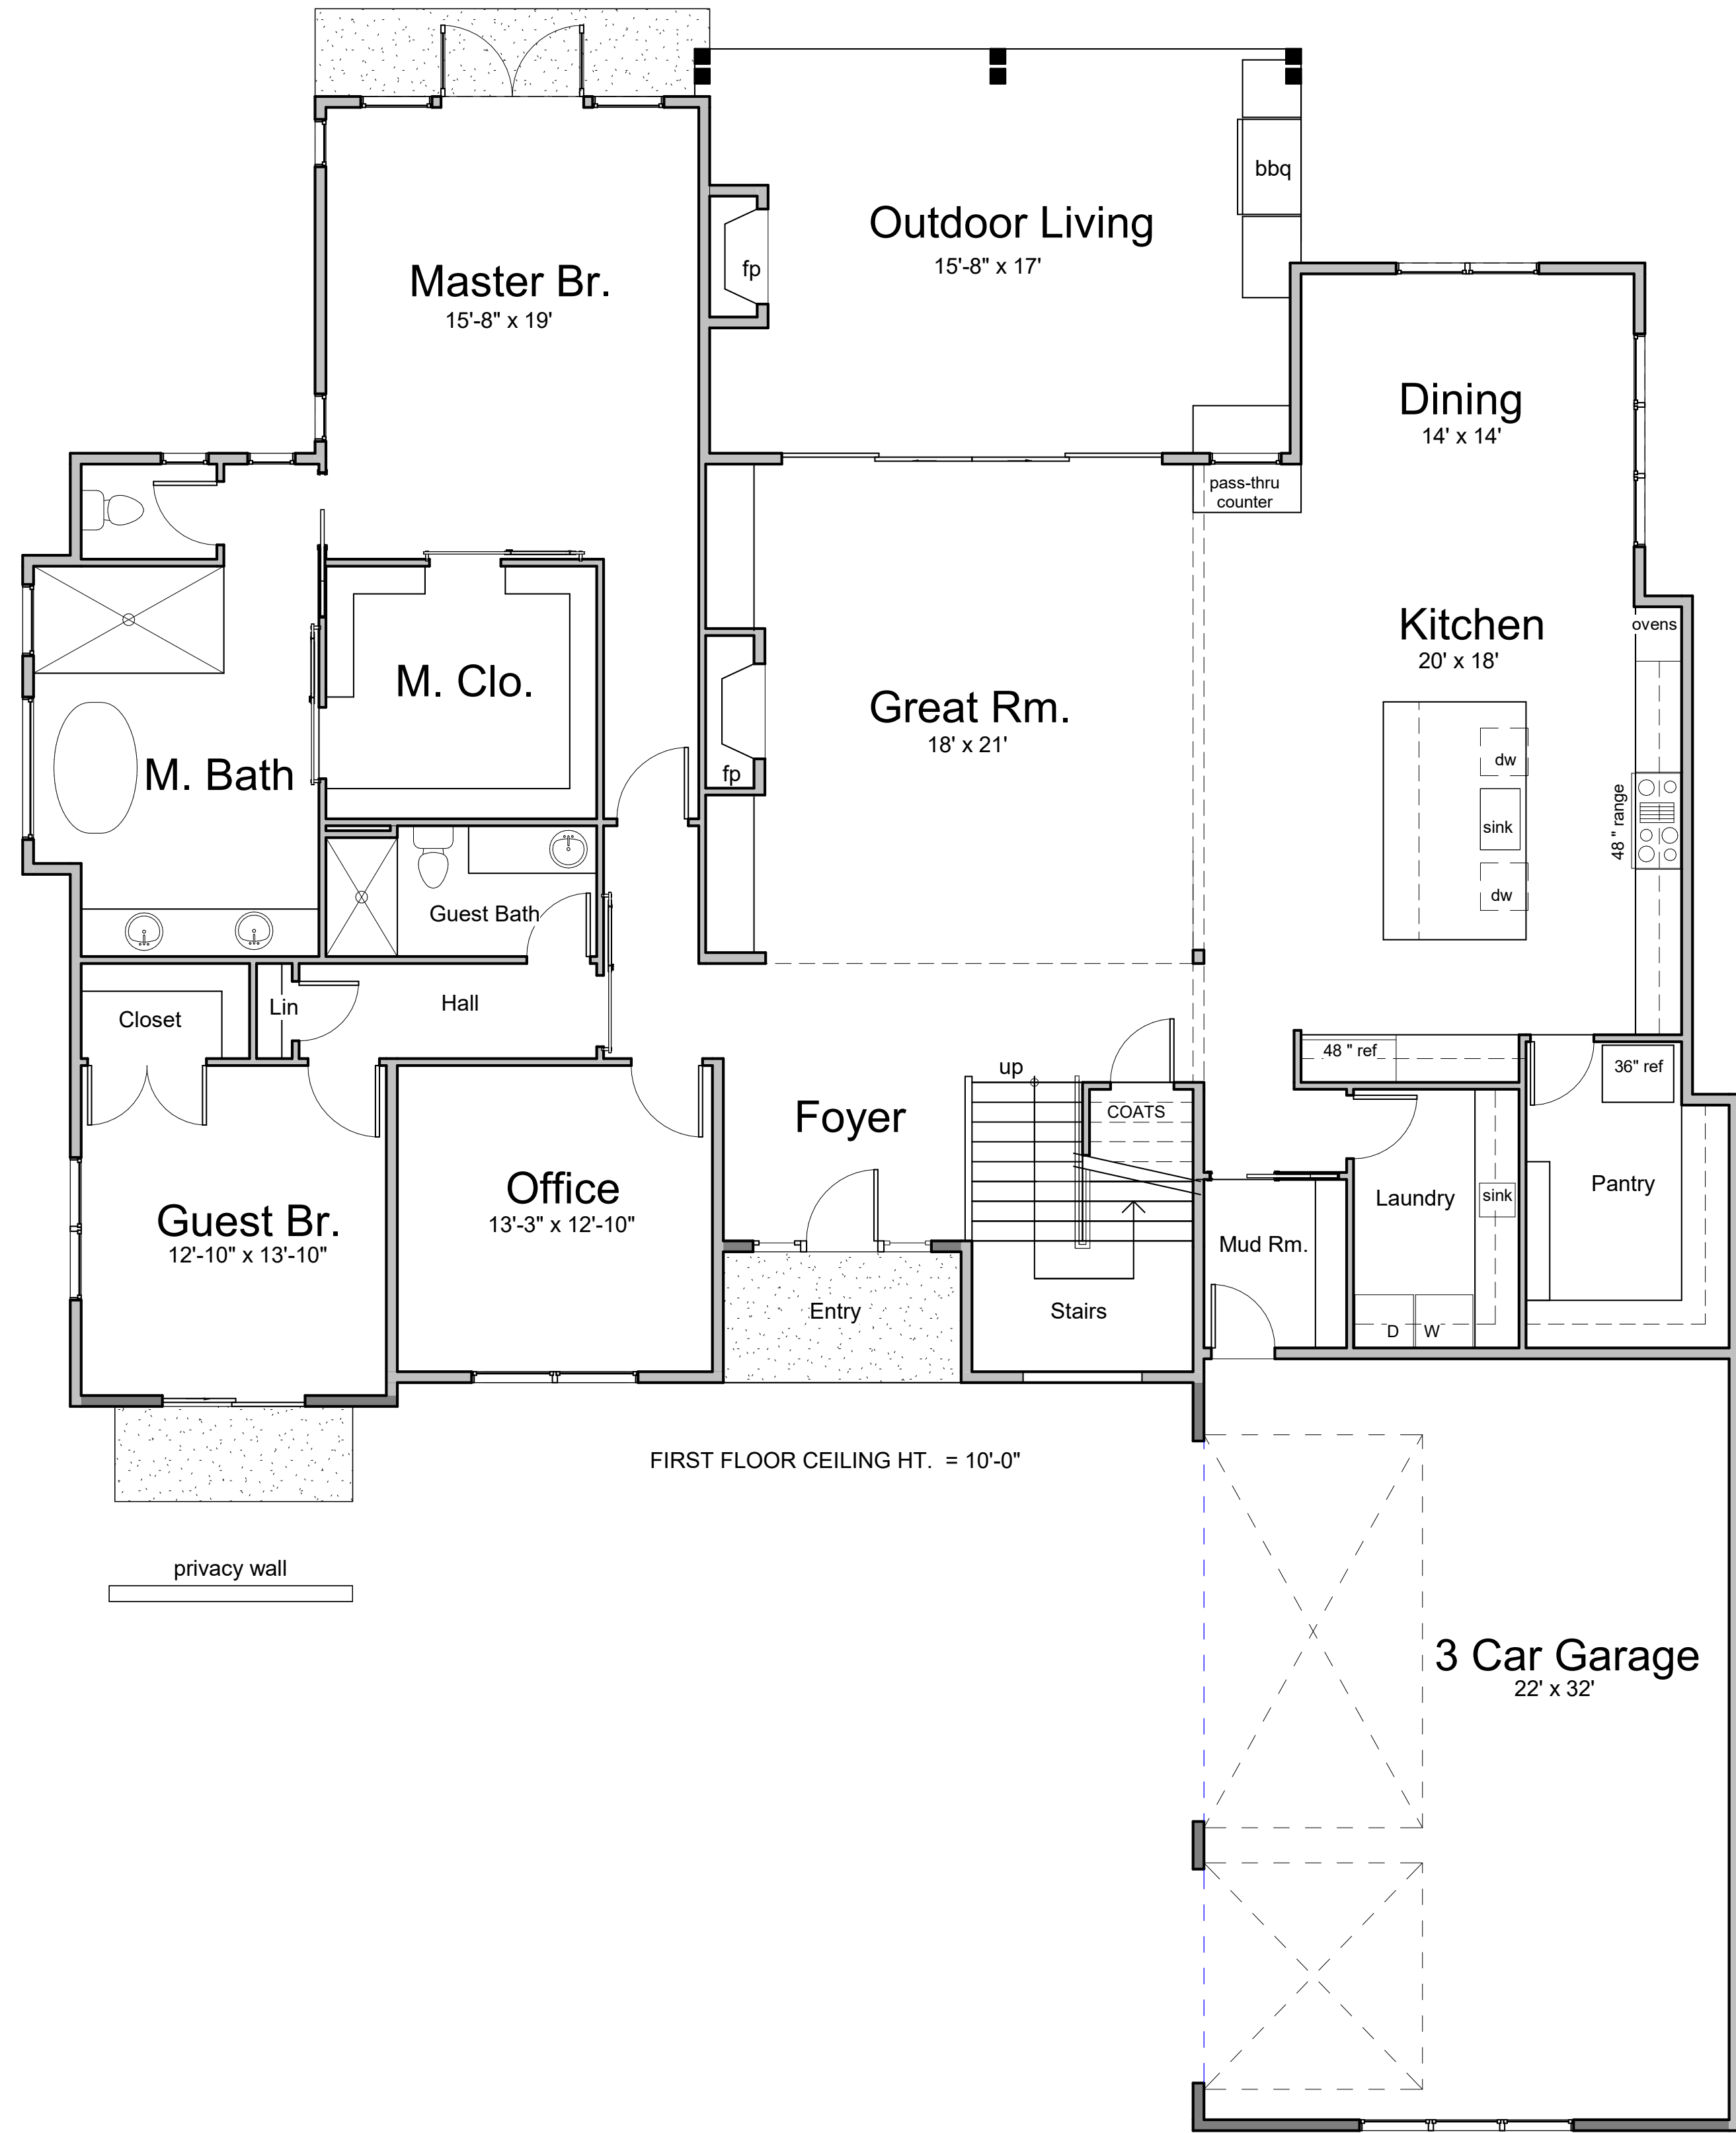 bbq
Outdoor Living
15'-8" x 17'
fp
Master Br.
15'-8" x 19'
Dining
14' x 14'
pass-thru
counter
ovens
Kitchen
20' x 18'
M. Clo.
Great Rm.
18' x 21'
M. Bath
fp
dw
sink
48 " range
dw
Guest Bath
Lin
Hall
Closet
48 " ref
36" ref
up
Foyer
COATS
Office
13'-3" x 12'-10"
Guest Br.
12'-10" x 13'-10"
Laundry
sink
Pantry
Mud Rm.
Entry
Stairs
D
W
FIRST FLOOR CEILING HT. = 10'-0"
privacy wall
3 Car Garage
22' x 32'